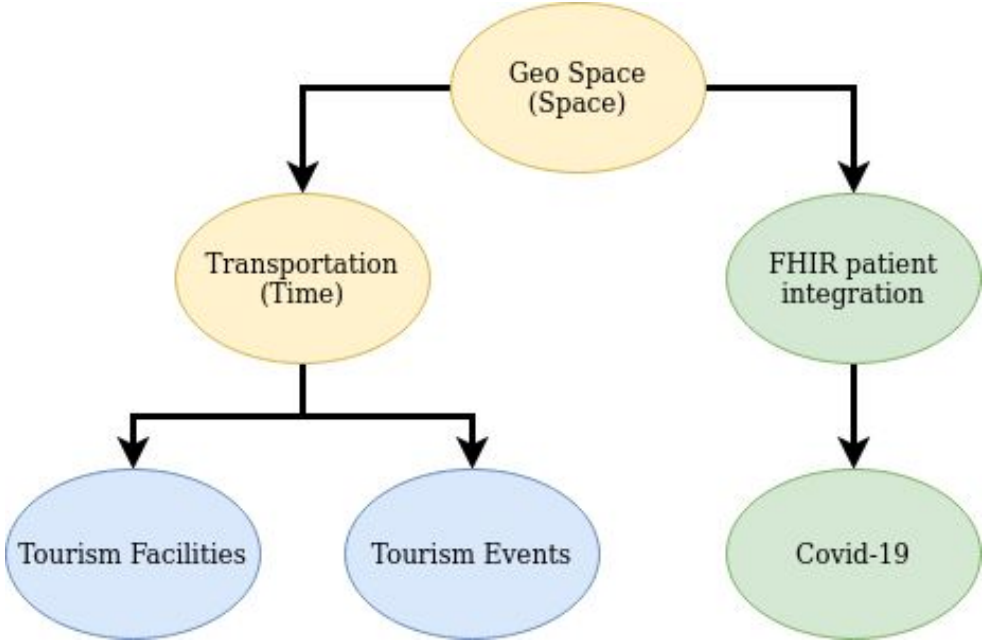 Geo Space
(Space)
Transportation
(Time)
FHIR patient
integration
Tourism Facilities
Tourism Events
Covid-19